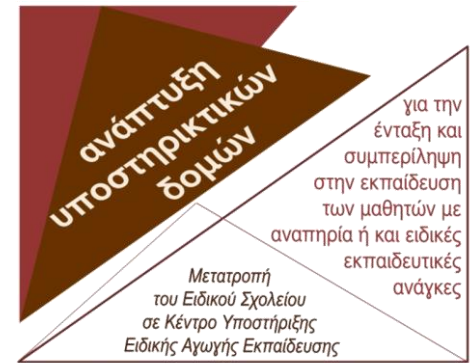 ανάπτυξη
υποστηρικτικών
δομών
για την
ένταξη και
συμπερίληψη
στην εκπαίδευση
των μαθητών με
αναπηρία ή και ειδικές
εκπαιδευτικές
ανάγκες
Μετατροπή
του Ειδικού Σχολείου
σε Κέντρο Υποστήριξης
Ειδικής Αγωγής Εκπαίδευσης